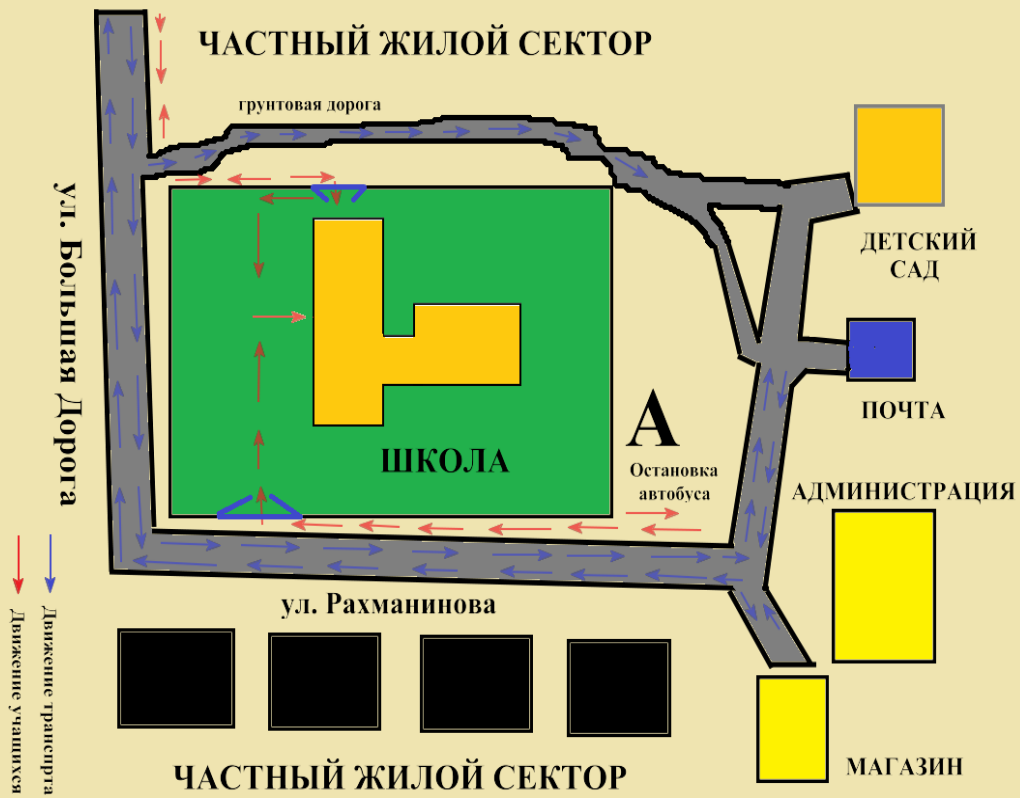 ЧАСТНЫЙ ЖИЛОЙ СЕКТОР
грунтовая дорога
ул. Большая Дорога
ДЕТСКИЙ
САД
ПОЧТА
А
Остановка
автобуса
ШКОЛА
АДМИНИСТРАЦИЯ
ул. Рахманинова
Движение учащихся
Движение транспрта
ЧАСТНЫЙ ЖИЛОЙ СЕКТОР
МАГАЗИН